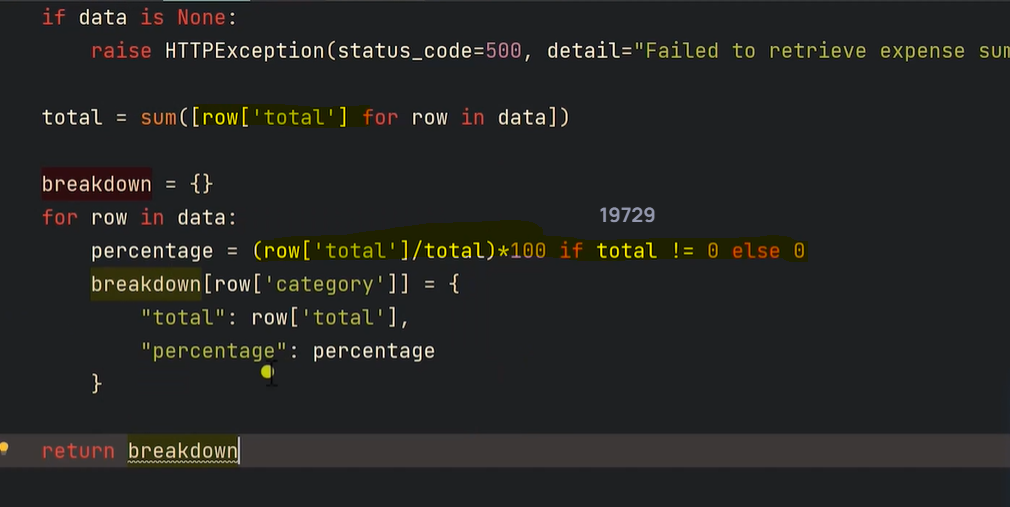 if data is None:
raise HTTPException(status_code=500, detail="Failed to retrieve expense sum
total = sum([row['total'] for row in data])
breakdown = {}
for row in data:
19729
percentage = (row['total']/total)*100 if total != 0 else 0
breakdown[row['category']] = {
"total": row['total'],
"percentage": percentage
}
return breakdown